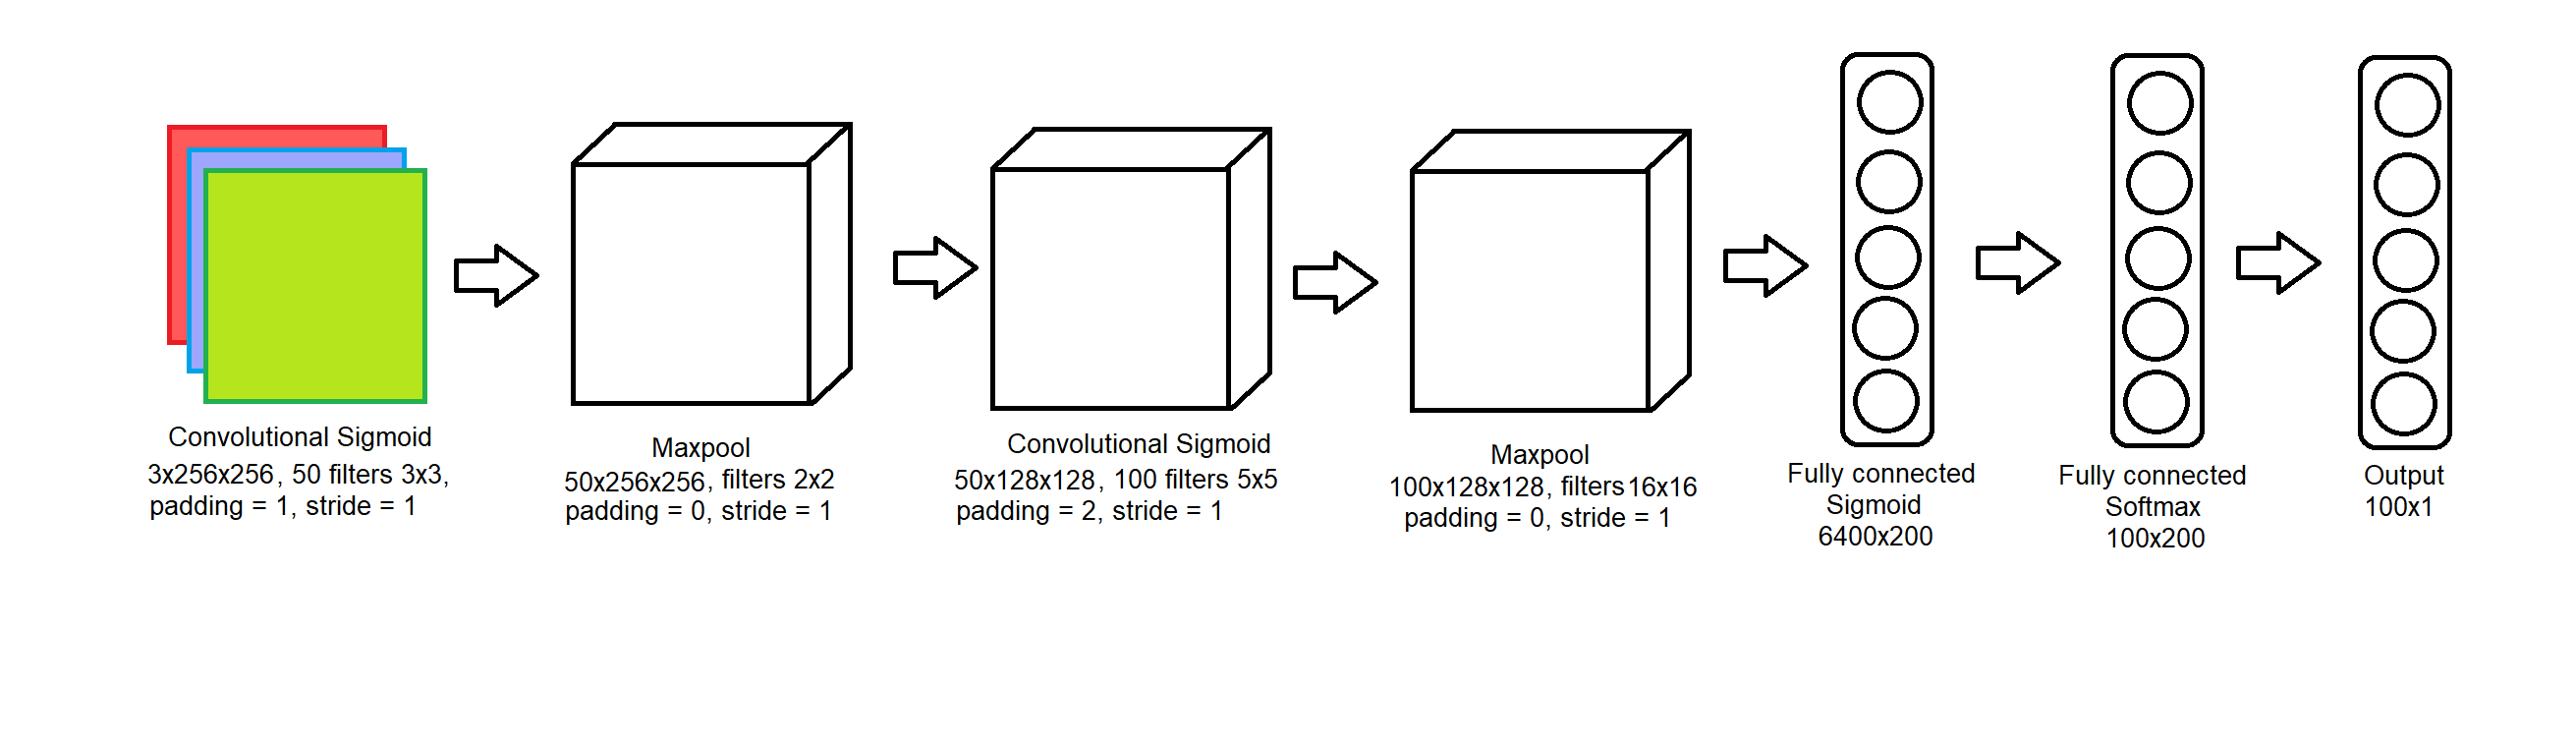 Convolutional Sigmoid
3x256x256, 50 filters 3x3,
padding = 1, stride = 1
Maxpool
50x256x256, filters 2x2
padding = 0, stride = 1
Convolutional Sigmoid
50x128x128, 100 filters 5x5
padding = 2, stride = 1
Maxpool
100x128x128, filters 16x16
padding = 0, stride = 1
Fully connected
Sigmoid
6400x200
Fully connected
Softmax
100x200
Output
100x1